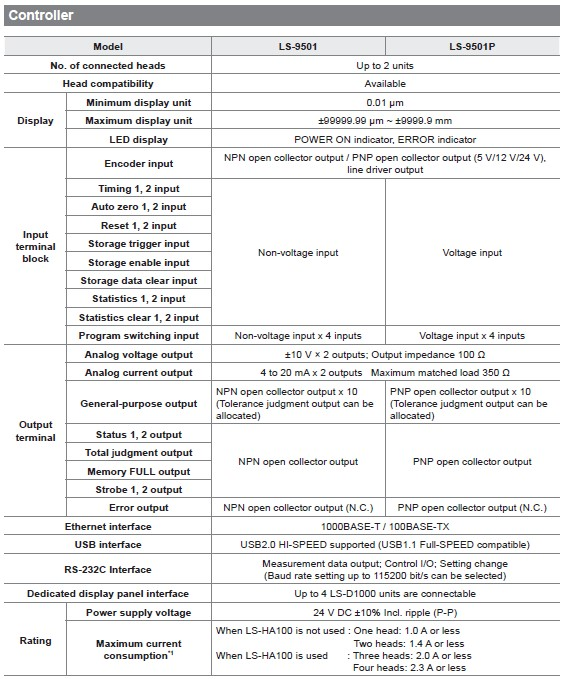 Controller
Model LS-9501 LS-9501P
No. of connected heads Up to 2 units
Head compatibility Available
Display
Minimum display unit 0.01 µm
Maximum display unit ±99999.99 µm ~ ±9999.9 mm
LED display POWER ON indicator, ERROR indicator
Input terminal block
Encoder input NPN open collector output / PNP open collector output (5 V/12 V/24 V),
line driver output
Timing 1, 2 input
Auto zero 1, 2 input
Reset 1, 2 input
Storage trigger input
Storage enable input
Storage data clear input
Statistics 1, 2 input
Statistics clear 1, 2 input
Non-voltage input Voltage input
Program switching input Non-voltage input x 4 inputs Voltage input x 4 inputs
Output terminal
Analog voltage output ±10 V × 2 outputs; Output impedance 100 Ω
Analog current output 4 to 20 mA x 2 outputs Maximum matched load 350 Ω
General-purpose output
NPN open collector output x 10
(Tolerance judgment output can be
allocated)
PNP open collector output x 10
(Tolerance judgment output can be
allocated)
Status 1, 2 output
Total judgment output
Memory FULL output
Strobe 1, 2 output
NPN open collector output PNP open collector output
Error output NPN open collector output (N.C.) PNP open collector output (N.C.)
Ethernet interface 1000BASE-T / 100BASE-TX
USB interface USB2.0 HI-SPEED supported (USB1.1 Full-SPEED compatible)
RS-232C Interface Measurement data output; Control I/O; Setting change
(Baud rate setting up to 115200 bit/s can be selected)
Dedicated display panel interface Up to 4 LS-D1000 units are connectable
Rating
Power supply voltage 24 V DC ±10% Incl. ripple (P-P)
Maximum current
consumption*1
When LS-HA100 is not used : One head: 1.0 A or less
Two heads: 1.4 A or less
When LS-HA100 is used : Three heads: 2.0 A or less
Four heads: 2.3 A or less